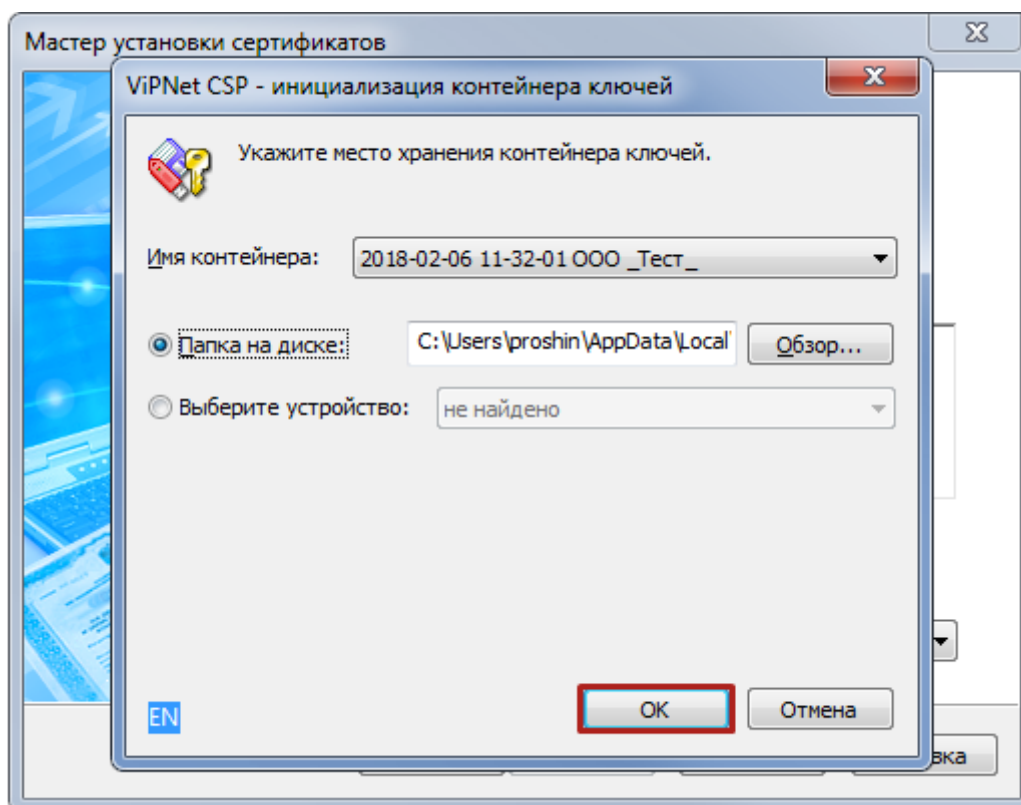 Мастер установки сертификатов
ViPNet CSP - инициализация контейнера ключей
Укажите место хранения контейнера ключей.
Имя контейнера: 2018-02-06 11-32-01 ООО _Тест_
Папка на диске: C:\Users\proshin\AppData\Local\ Обзор...
Выберите устройство: не найдено
EN OK Отмена
вка